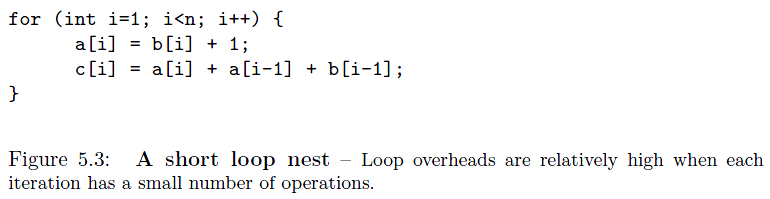 for (int i=1; i<n; i++) {
a[i] = b[i] + 1;
c[i] = a[i] + a[i-1] + b[i-1];
}
Figure 5.3: A short loop nest – Loop overheads are relatively high when each
iteration has a small number of operations.